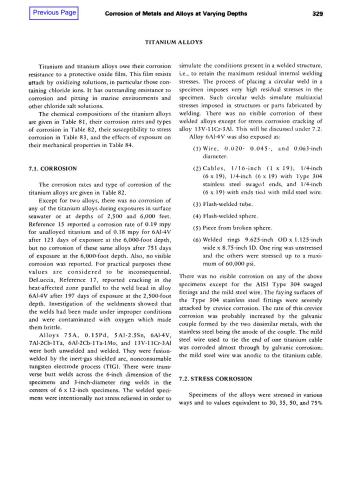 Previous Page
Corrosion of Metals and Alloys at Varying Depths
329
TITANIUM ALLOYS
Titanium and titanium alloys owe their corrosion
resistance to a protective oxide film. This film resists
attack by oxidizing solutions, in particular those con-
taining chloride ions. It has outstanding resistance to
corrosion and pitting in marine environments and
other chloride salt solutions.
The chemical compositions of the titanium alloys
are given in Table 81, their corrosion rates and types
of corrosion in Table 82, their susceptibility to stress
corrosion in Table 83, and the effects of exposure on
their mechanical properties in Table 84.
7.1. CORROSION
The corrosion rates and type of corrosion of the
titanium alloys are given in Table 82.
Except for two alloys, there was no corrosion of
any of the titanium alloys during exposures in surface
seawater or at depths of 2,500 and 6,000 feet.
Reference 15 reported a corrosion rate of 0.19 mpy
for unalloyed titanium and of 0.18 mpy for 6Al-4V
after 123 days of exposure at the 6,000-foot depth,
but no corrosion of these same alloys after 751 days
of exposure at the 6,000-foot depth. Also, no visible
corrosion was reported. For practical purposes these
values are considered to be inconsequential.
DeLuccia, Reference 17, reported cracking in the
heat-affected zone parallel to the weld bead in alloy
6Al-4V after 197 days of exposure at the 2,500-foot
depth. Investigation of the weldments showed that
the welds had been made under improper conditions
and were contaminated with oxygen which made
them brittle.
Alloys 75A, 0.15Pd, 5Al-2.5Sn, 6Al-4V,
7Al-2Cb-1Ta, 6Al-2Cb-1Ta-1Mo, and 13V-11Cr-3Al
were both unwelded and welded. They were fusion-
welded by the inert-gas shielded arc, nonconsumable
tungsten electrode process (TIG). There were trans-
verse butt welds across the 6-inch dimension of the
specimens and 3-inch-diameter ring welds in the
centers of 6 x 12-inch specimens. The welded speci-
mens were intentionally not stress relieved in order to
simulate the conditions present in a welded structure,
i.e., to retain the maximum residual internal welding
stresses. The process of placing a circular weld in a
specimen imposes very high residual stresses in the
specimen. Such circular welds simulate multiaxial
stresses imposed in structures or parts fabricated by
welding. There was no visible corrosion of these
welded alloys except for stress corrosion cracking of
alloy 13V-11Cr-3Al. This will be discussed under 7.2.
Alloy 6Al-4V was also exposed as:
(1) Wire, 0.020- 0.045-, and 0.063-inch
diameter.
(2) Cables, 1/16-inch (1 x 19), 1/4-inch
(6 x 19), 1/4-inch (6 x 19) with Type 304
stainless steel swaged ends, and 1/4-inch
(6 x 19) with ends tied with mild steel wire.
(3) Flash-welded tube.
(4) Flash-welded sphere.
(5) Piece from broken sphere.
(6) Welded rings 9.625-inch OD x 1.125-inch
wide x 8.75-inch ID. One ring was unstressed
and the others were stressed up to a maxi-
mum of 60,000 psi.
There was no visible corrosion on any of the above
specimens except for the AISI Type 304 swaged
fittings and the mild steel wire. The faying surfaces of
the Type 304 stainless steel fittings were severely
attacked by crevice corrosion. The rate of this crevice
corrosion was probably increased by the galvanic
couple formed by the two dissimilar metals, with the
stainless steel being the anode of the couple. The mild
steel wire used to tie the end of one titanium cable
was corroded almost through by galvanic corrosion;
the mild steel wire was anodic to the titanium cable.
7.2. STRESS CORROSION
Specimens of the alloys were stressed in various
ways and to values equivalent to 30, 35, 50, and 75%